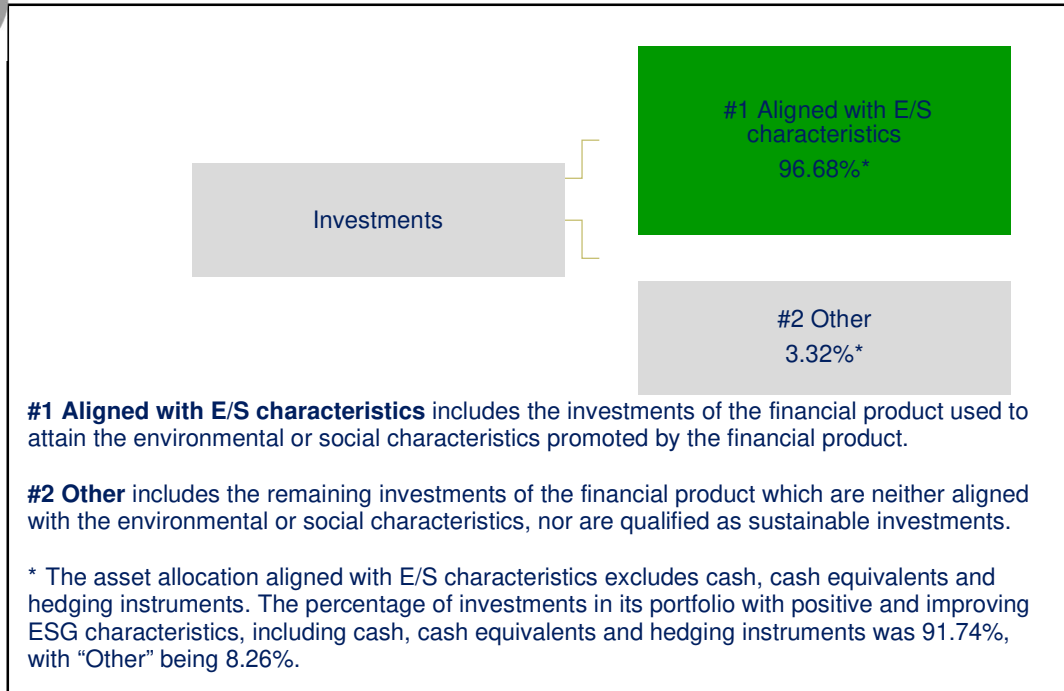 #1 Aligned with E/S
characteristics
96.68%*
Investments
#2 Other
3.32%*
#1 Aligned with E/S characteristics includes the investments of the financial product used to
attain the environmental or social characteristics promoted by the financial product.
#2 Other includes the remaining investments of the financial product which are neither aligned
with the environmental or social characteristics, nor are qualified as sustainable investments.
* The asset allocation aligned with E/S characteristics excludes cash, cash equivalents and
hedging instruments. The percentage of investments in its portfolio with positive and improving
ESG characteristics, including cash, cash equivalents and hedging instruments was 91.74%,
with “Other” being 8.26%.